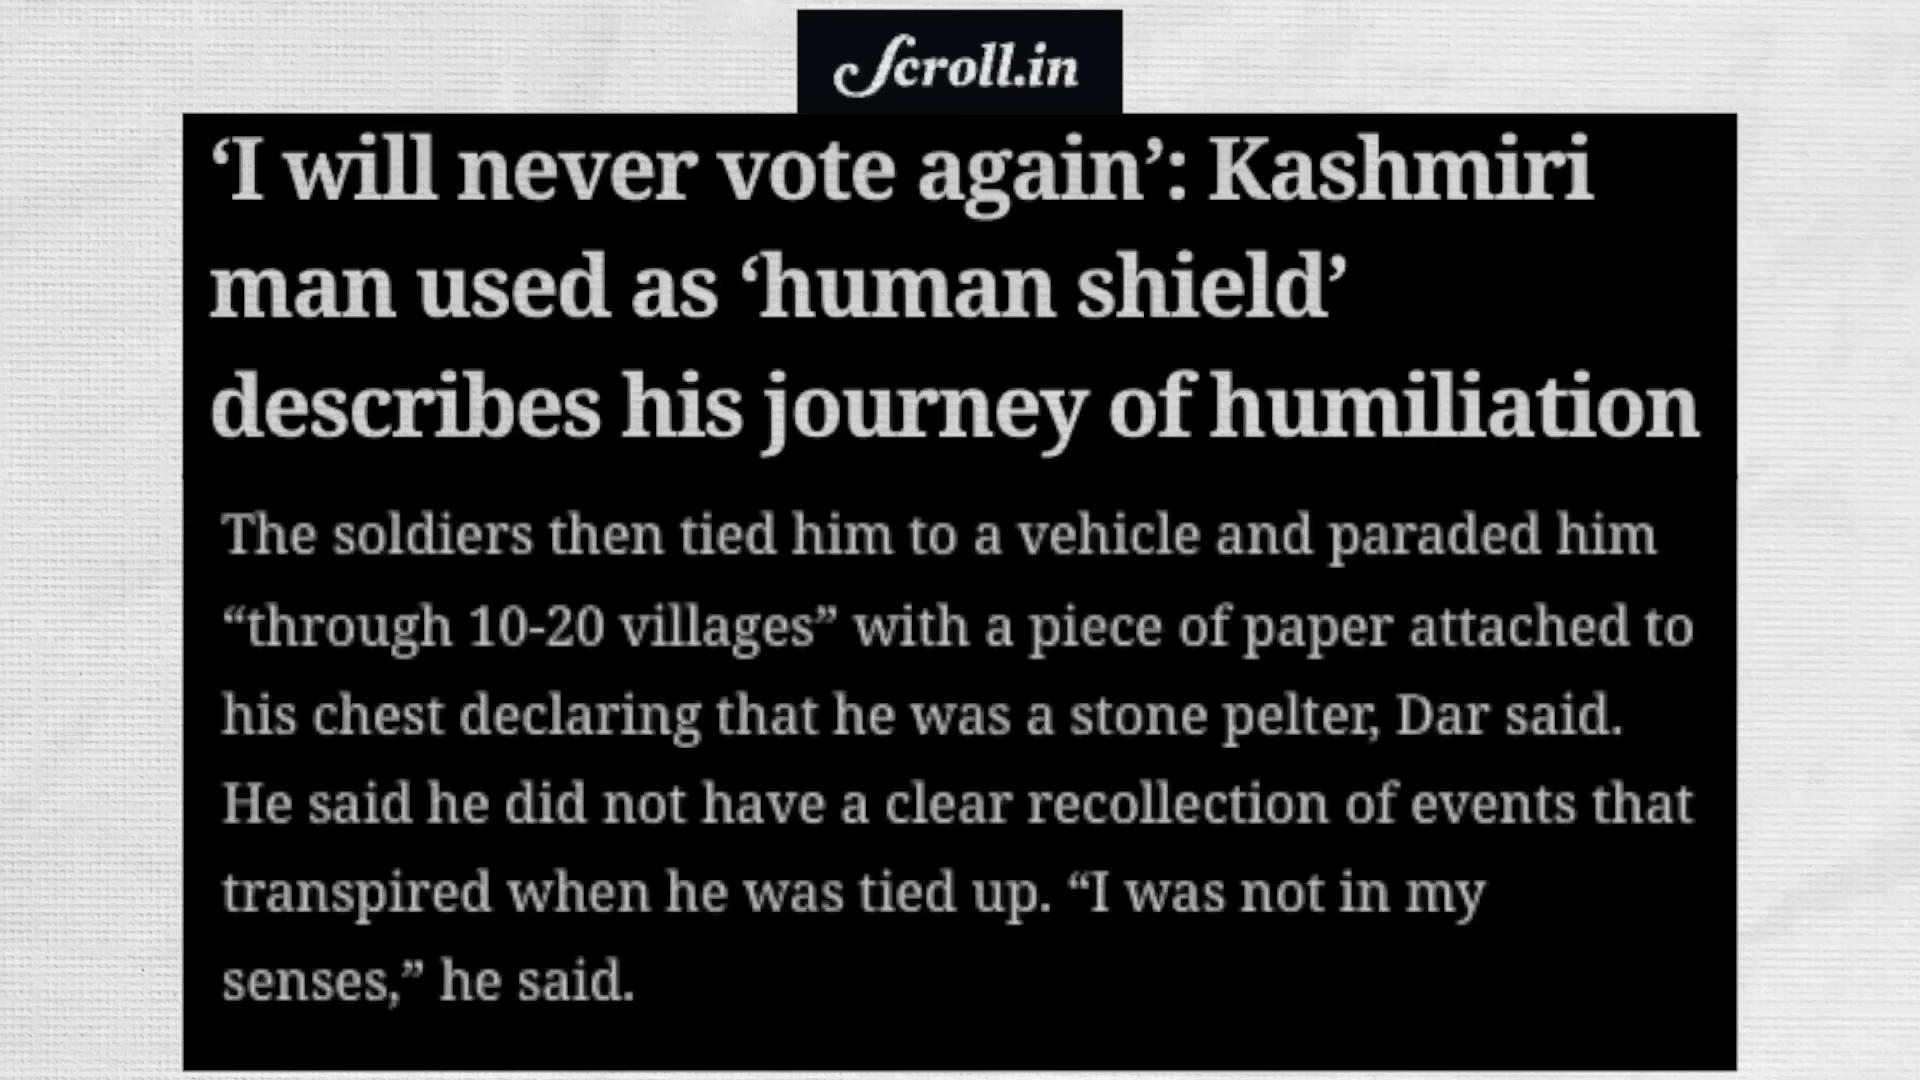 Scroll.in
‘I will never vote again’: Kashmiri
man used as ‘human shield’
describes his journey of humiliation
The soldiers then tied him to a vehicle and paraded him
“through 10-20 villages” with a piece of paper attached to
his chest declaring that he was a stone pelter, Dar said.
He said he did not have a clear recollection of events that
transpired when he was tied up. “I was not in my
senses,” he said.